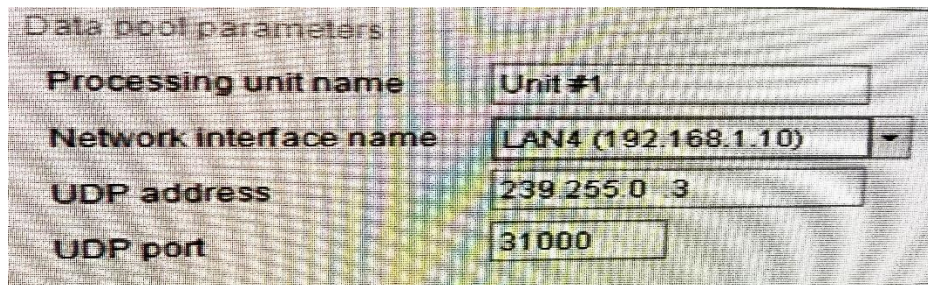 Data pool parameters
Processing unit name Unit #1
Network interface name LAN4 (192.168.1.10)
UDP address 239.255.0 .3
UDP port 31000